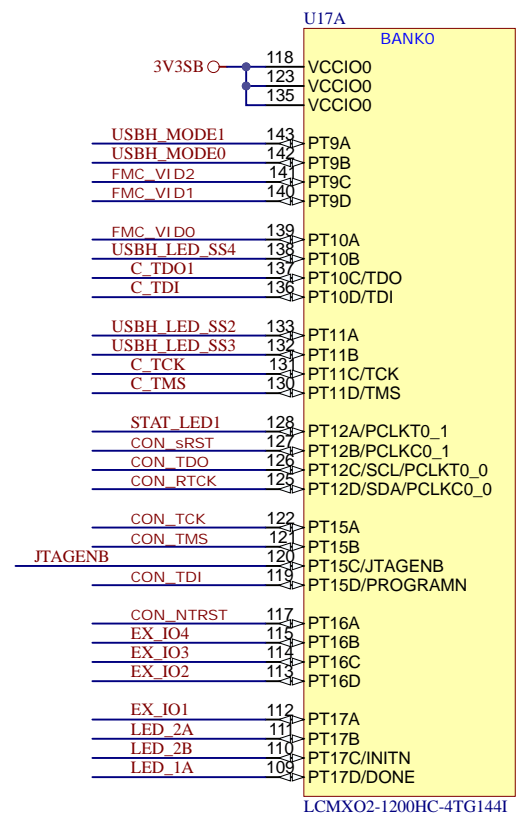 U17A
BANK0
3V3SB 118 VCCIO0
123 VCCIO0
135 VCCIO0
USBH_MODE1 143 PT9A
USBH_MODE0 142 PT9B
FMC_VID2 141 PT9C
FMC_VID1 140 PT9D
FMC_VID0 139 PT10A
USBH_LED_SS4 138 PT10B
C_TDO1 137 PT10C/TDO
C_TDI 136 PT10D/TDI
USBH_LED_SS2 133 PT11A
USBH_LED_SS3 132 PT11B
C_TCK 131 PT11C/TCK
C_TMS 130 PT11D/TMS
STAT_LED1 128 PT12A/PCLKT0_1
CON_sRST 127 PT12B/PCLKC0_1
CON_TDO 126 PT12C/SCL/PCLKT0_0
CON_RTCK 125 PT12D/SDA/PCLKC0_0
CON_TCK 122 PT15A
CON_TMS 121 PT15B
JTAGENB 120 PT15C/JTAGENB
CON_TDI 119 PT15D/PROGRAMN
CON_NTRST 117 PT16A
EX_IO4 115 PT16B
EX_IO3 114 PT16C
EX_IO2 113 PT16D
EX_IO1 112 PT17A
LED_2A 111 PT17B
LED_2B 110 PT17C/INITN
LED_1A 109 PT17D/DONE
LCMXO2-1200HC-4TG144I